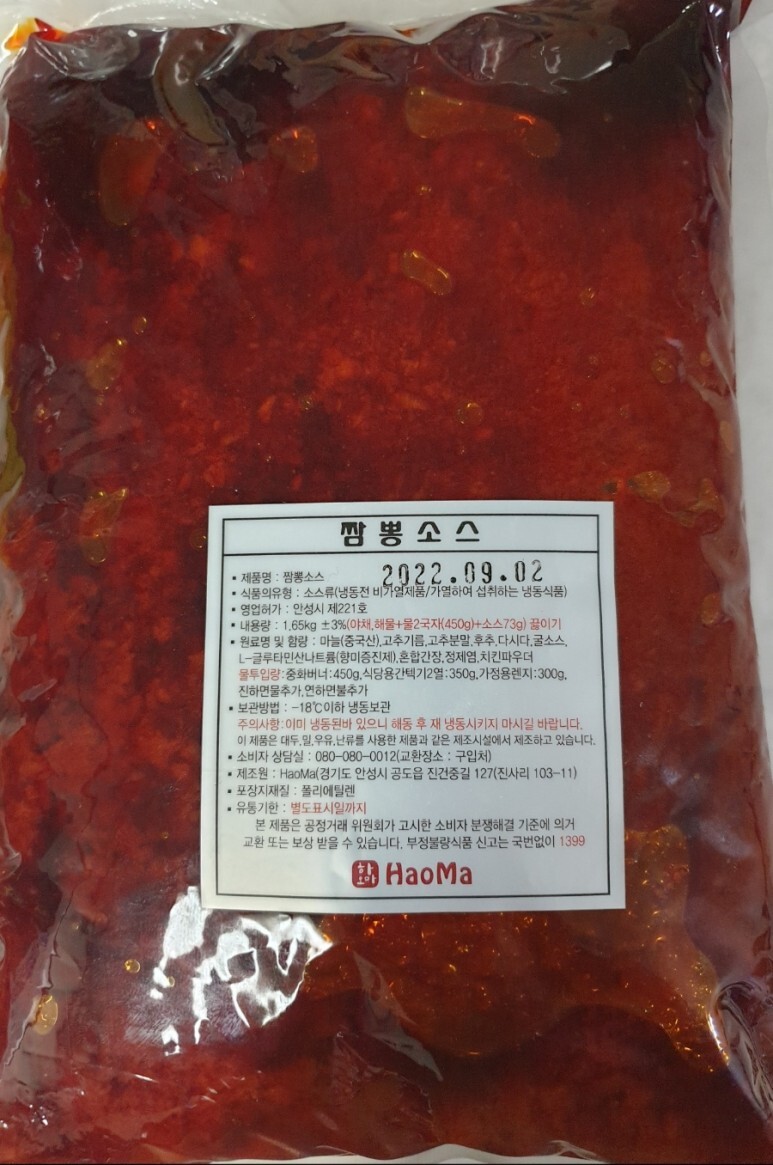 짬뽕소스
2022.09.02
▪ 제품명 : 짬뽕소스
▪ 식품의유형 : 소스류(냉동전 비가열제품/가열하여 섭취하는 냉동식품)
▪ 영업허가 : 안성시 제221호
▪ 내용량 : 1,65kg ±3%(야채,해물+물2국자(450g)+소스73g) 끓이기
▪ 원료명 및 함량 : 마늘(중국산),고추기름,고추분말,후추,다시다,굴소스,
L-글루타민산나트륨(향미증진제),혼합간장,정제염,치킨파우더
물투입량:중화버너:450g,식당용간텍기2열:350g,가정용렌지:300g,
진하면물추가,연하면불추가
▪ 보관방법 : -18℃이하 냉동보관
주의사항:이미 냉동된바 있으니 해동 후 재 냉동시키지 마시길 바랍니다.
이 제품은 대두,밀,우유,난류를 사용한 제품과 같은 제조시설에서 제조하고 있습니다.
▪ 소비자 상담실 : 080-080-0012(교환장소 : 구입처)
▪ 제조원 : HaoMa(경기도 안성시 공도읍 진건중길 127(진사리 103-11)
▪ 포장지재질 : 폴리에틸렌
▪ 유통기한 : 별도표시일까지
본 제품은 공정거래 위원회가 고시한 소비자 분쟁해결 기준에 의거
교환 또는 보상 받을 수 있습니다. 부정불량식품 신고는 국번없이 1399
하오마 HaoMa